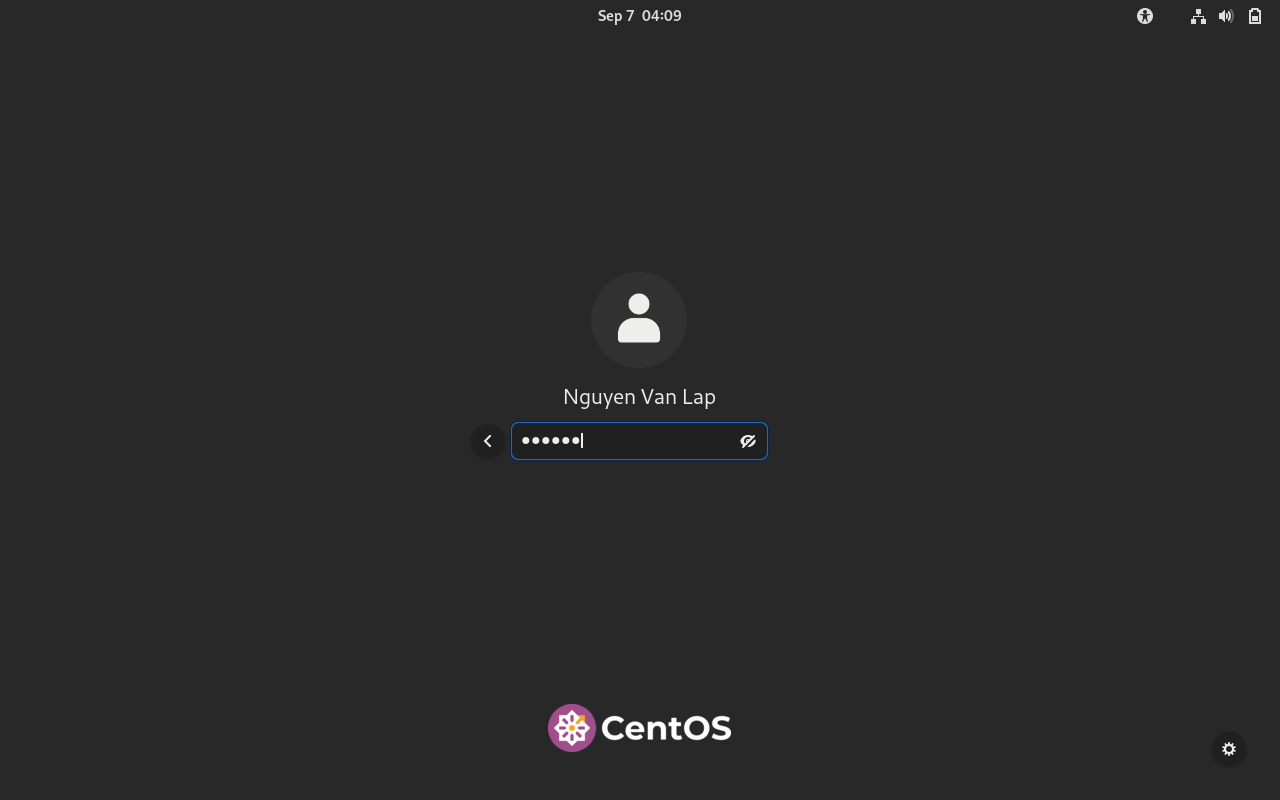 Sep 7 04:09
Nguyen Van Lap
••••••
CentOS